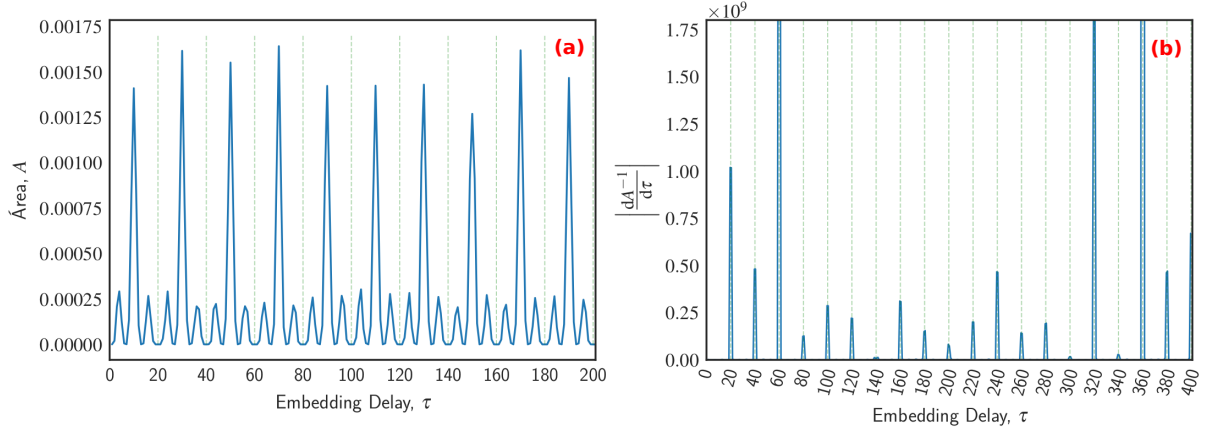 (a)
0.00175
0.00150
0.00125
0.00100
0.00075
0.00050
0.00025
0.00000
Área, A
0 20 40 60 80 100 120 140 160 180 200
Embedding Delay, τ
×10⁹
(b)
1.75
1.50
1.25
1.00
0.75
0.50
0.25
0.00
|dA⁻¹/dτ|
0 20 40 60 80 100 120 140 160 180 200 220 240 260 280 300 320 340 360 380 400
Embedding Delay, τ